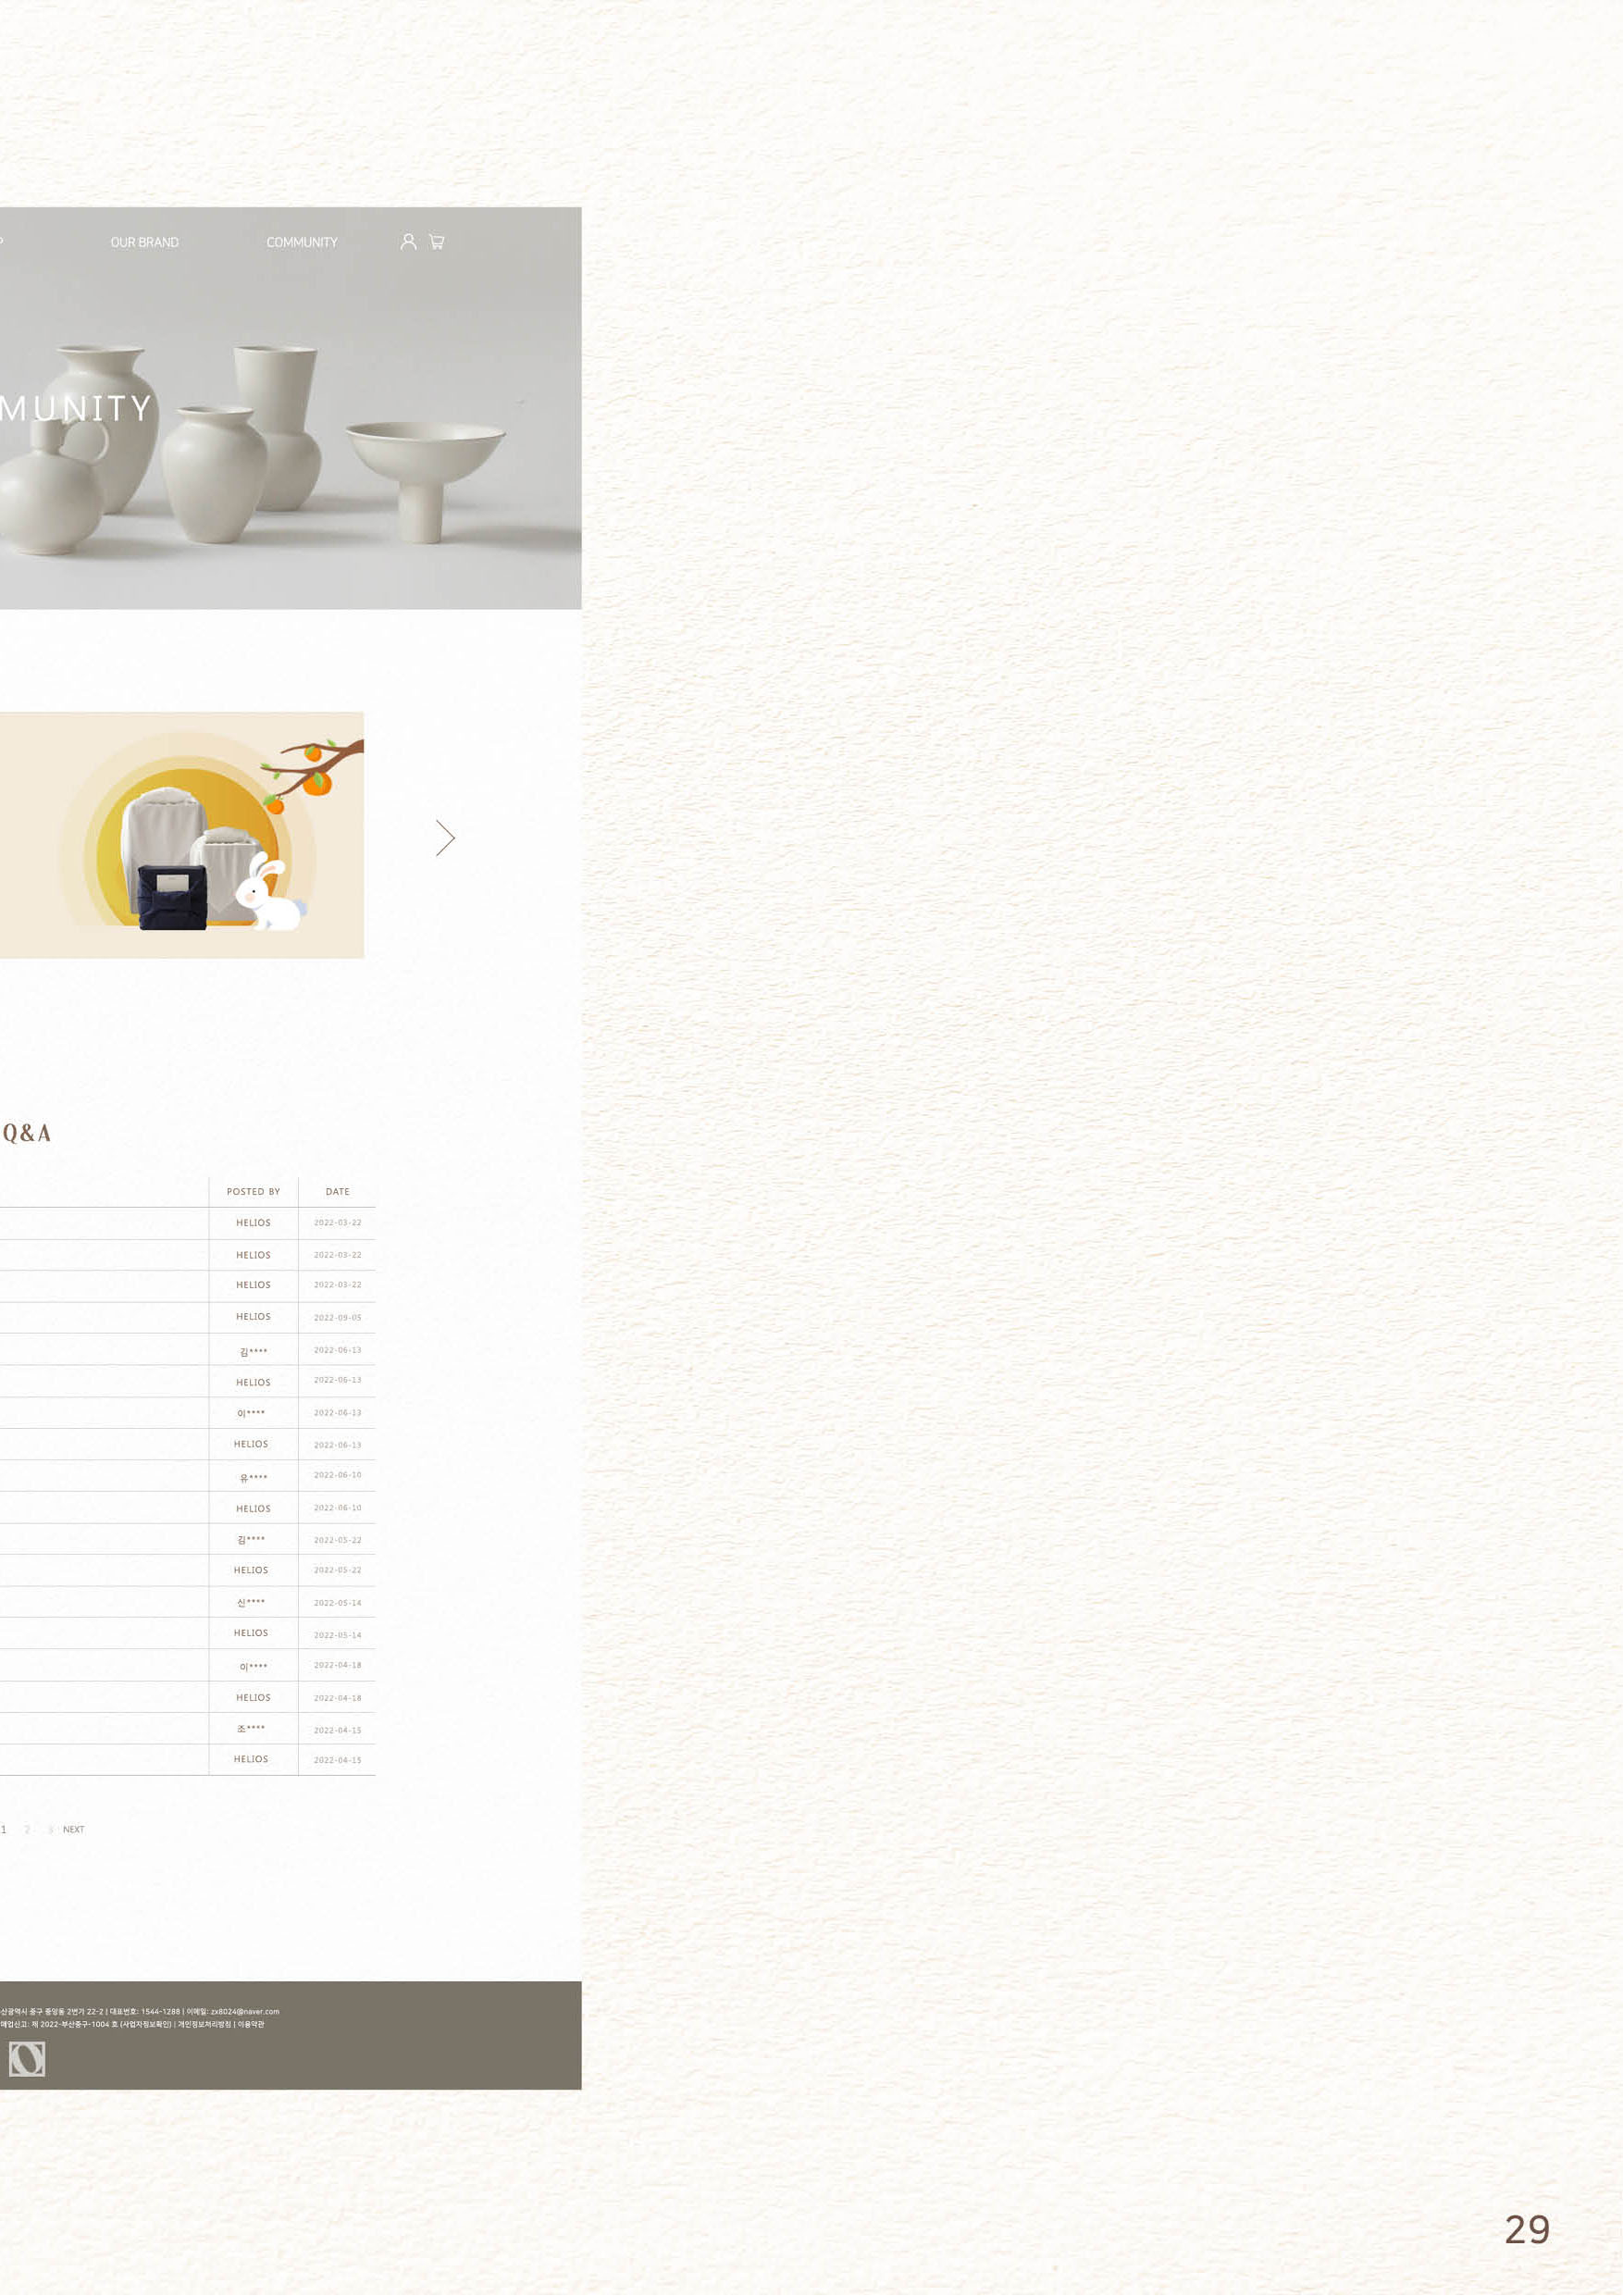 OUR BRAND COMMUNITY
MUNITY
Q&A
POSTED BY DATE
HELIOS 2022-03-22
HELIOS 2022-03-22
HELIOS 2022-03-22
HELIOS 2022-09-05
김**** 2022-06-13
HELIOS 2022-06-13
이**** 2022-06-13
HELIOS 2022-06-13
유**** 2022-06-10
HELIOS 2022-06-10
김**** 2022-05-22
HELIOS 2022-05-22
신**** 2022-05-14
HELIOS 2022-05-14
이**** 2022-04-18
HELIOS 2022-04-18
조**** 2022-04-15
HELIOS 2022-04-15
1 2 3 NEXT
산광역시 중구 중앙동 2번가 22-2 | 대표번호: 1544-1288 | 이메일: zx8024@naver.com
매업신고: 제 2022-부산중구-1004 호 (사업자정보확인) | 개인정보처리방침 | 이용약관
29